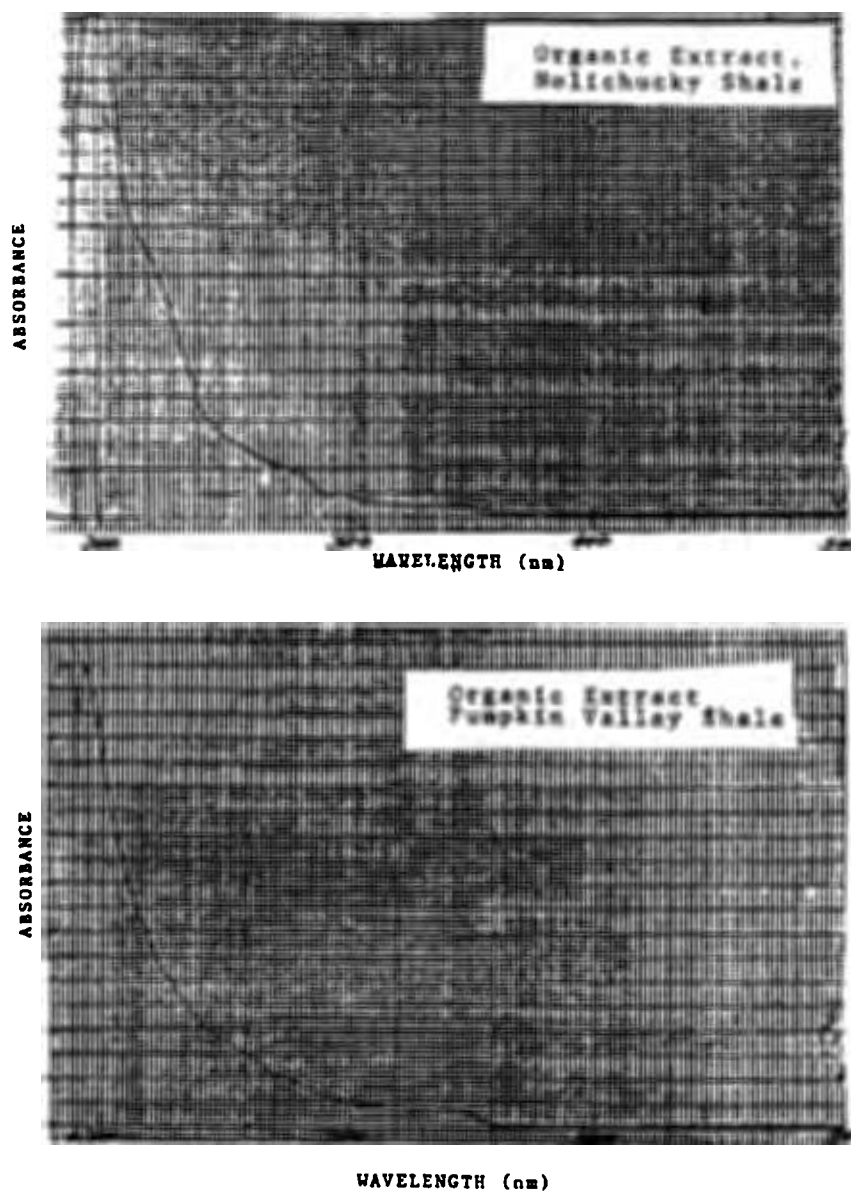 Organic Extract,
Nolichucky Shale
ABSORBANCE
WAVELENGTH (nm)
Organic Extract
Pumpkin Valley Shale
ABSORBANCE
WAVELENGTH (nm)